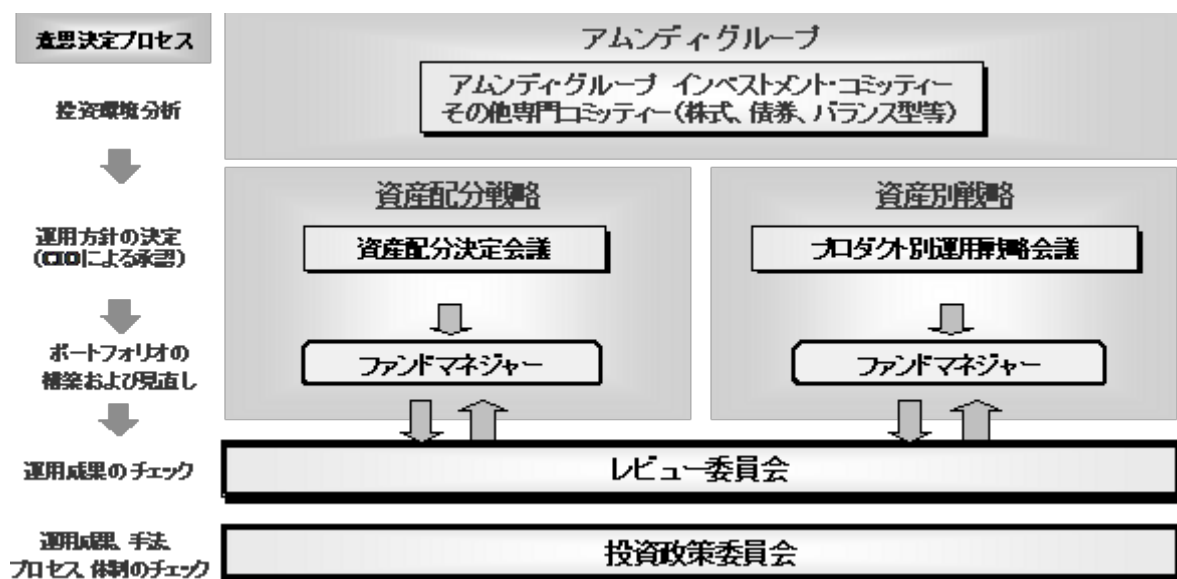 意思決定プロセス
アムンディ・グループ
アムンディ・グループ インベストメント・コミッティー
その他専門コミッティー(株式、債券、バランス型等)
投資環境分析
資産配分戦略
資産別戦略
運用方針の決定
(CIOによる承認)
資産配分決定会議
プロダクト別運用戦略会議
ポートフォリオの
構築および見直し
ファンドマネジャー
ファンドマネジャー
運用成果のチェック
レビュー委員会
運用成果、手法、
プロセス、体制のチェック
投資政策委員会